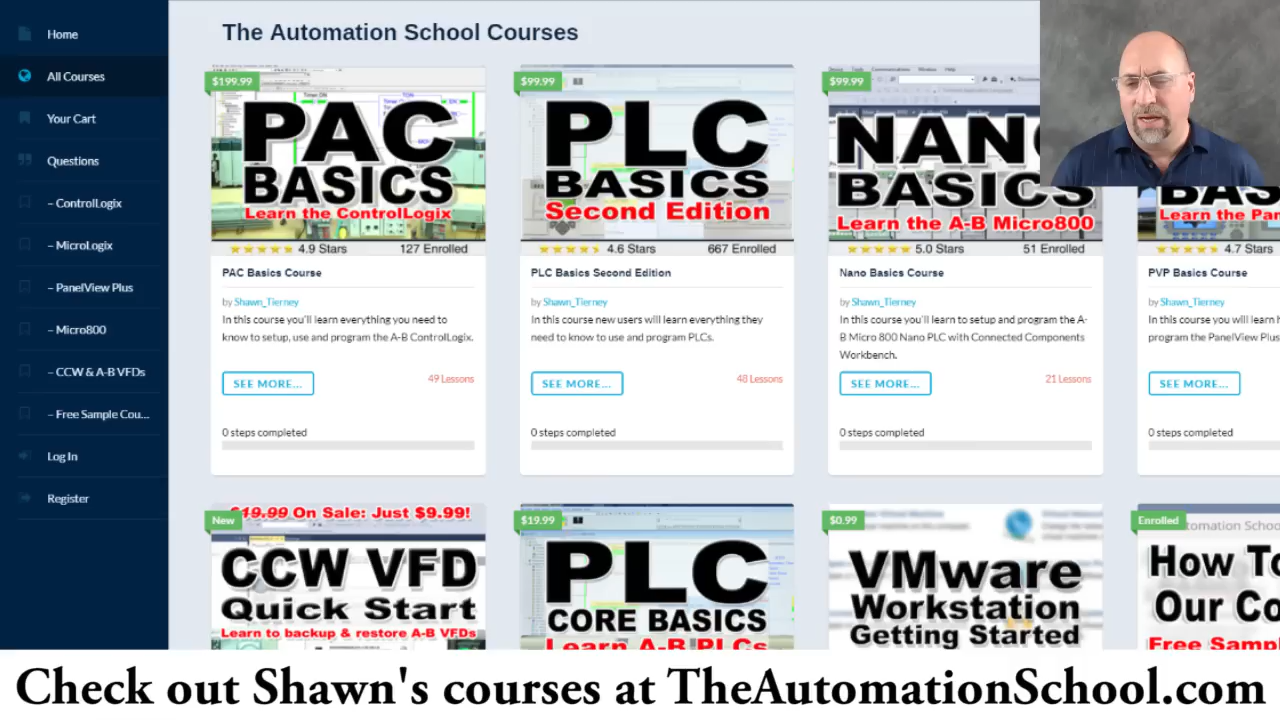 Home
All Courses
Your Cart
Questions
– ControlLogix
– MicroLogix
– PanelView Plus
– Micro800
– CCW & A-B VFDs
– Free Sample Cou...
Log In
Register
The Automation School Courses
$199.99
PAC
BASICS
Learn the ControlLogix
4.9 Stars 127 Enrolled
PAC Basics Course
by Shawn_Tierney
In this course you'll learn everything you need to
know to setup, use and program the A-B ControlLogix.
SEE MORE... 49 Lessons
0 steps completed
$99.99
PLC
BASICS
Second Edition
4.6 Stars 667 Enrolled
PLC Basics Second Edition
by Shawn_Tierney
In this course new users will learn everything they
need to know to use and program PLCs.
SEE MORE... 48 Lessons
0 steps completed
$99.99
NANO
BASICS
Learn the A-B Micro800
5.0 Stars 51 Enrolled
Nano Basics Course
by Shawn_Tierney
In this course you'll learn to setup and program the A-
B Micro 800 Nano PLC with Connected Components
Workbench.
SEE MORE... 21 Lessons
0 steps completed
BASI
Learn the Pan
4.7 Stars
PVP Basics Course
by Shawn_Tierney
In this course you will learn
program the PanelView Plus
SEE MORE...
0 steps completed
New
$19.99 On Sale: Just $9.99!
CCW VFD
Quick Start
Learn to backup & restore A-B VFDs
$19.99
PLC
CORE BASICS
Learn A-B PLCs
$0.99
VMware
Workstation
Getting Started
Enrolled
How To
Our Co
Free Samp
Check out Shawn's courses at TheAutomationSchool.com